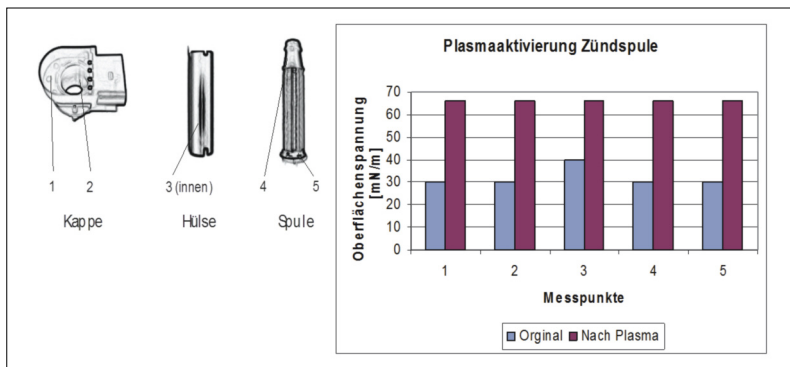 1 2 3 (innen) 4 5
Kappe Hülse Spule
Plasmaaktivierung Zündspule
Oberflächenspannung
[mN/m]
70
60
50
40
30
20
10
0
1 2 3 4 5
Messpunkte
Orginal Nach Plasma